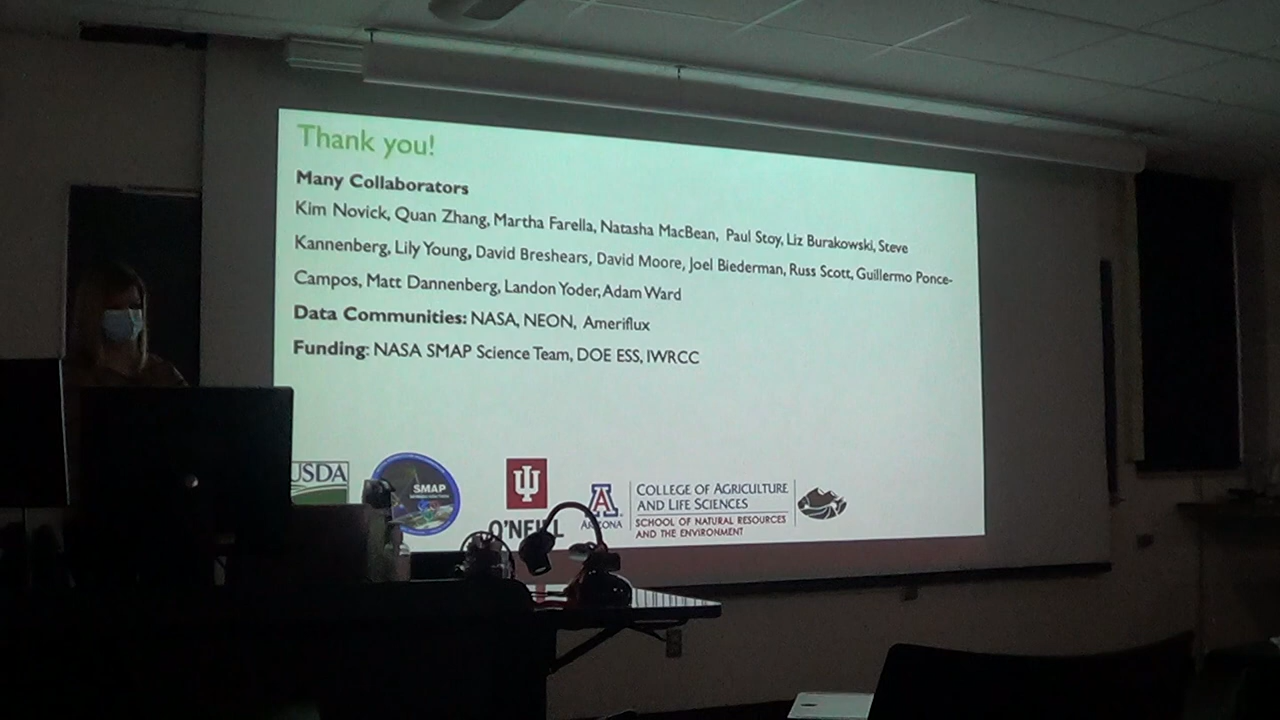 Thank you!
Many Collaborators
Kim Novick, Quan Zhang, Martha Farella, Natasha MacBean, Paul Stoy, Liz Burakowski, Steve
Kannenberg, Lily Young, David Breshears, David Moore, Joel Biederman, Russ Scott, Guillermo Ponce-
Campos, Matt Dannenberg, Landon Yoder, Adam Ward
Data Communities: NASA, NEON, Ameriflux
Funding: NASA SMAP Science Team, DOE ESS, IWRCC
USDA
SMAP
O'NEILL
A
ARIZONA
COLLEGE OF AGRICULTURE
AND LIFE SCIENCES
SCHOOL OF NATURAL RESOURCES
AND THE ENVIRONMENT